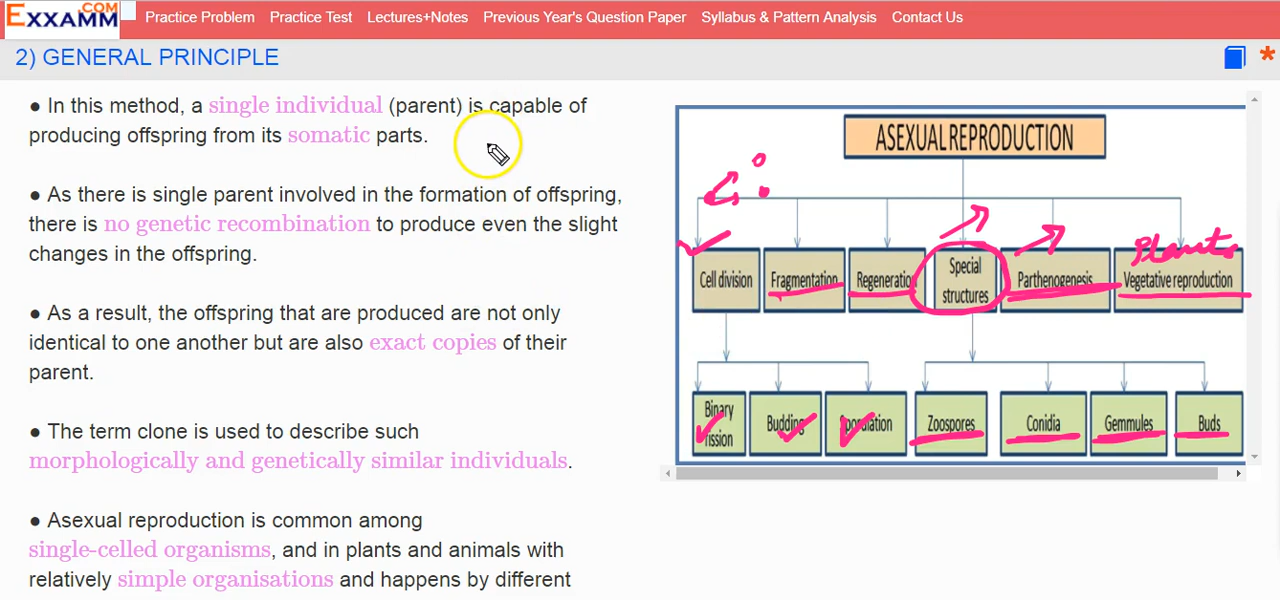 EXXAMM
.COM
Practice Problem Practice Test Lectures+Notes Previous Year's Question Paper Syllabus & Pattern Analysis Contact Us
2) GENERAL PRINCIPLE
● In this method, a single individual (parent) is capable of
producing offspring from its somatic parts.
● As there is single parent involved in the formation of offspring,
there is no genetic recombination to produce even the slight
changes in the offspring.
● As a result, the offspring that are produced are not only
identical to one another but are also exact copies of their
parent.
● The term clone is used to describe such
morphologically and genetically similar individuals.
● Asexual reproduction is common among
single-celled organisms, and in plants and animals with
relatively simple organisations and happens by different
ASEXUAL REPRODUCTION
Plants
Cell division
Fragmentation
Regeneration
Special
structures
Parthenogenesis
Vegetative reproduction
Binary
fission
Budding
Sporulation
Zoospores
Conidia
Gemmules
Buds